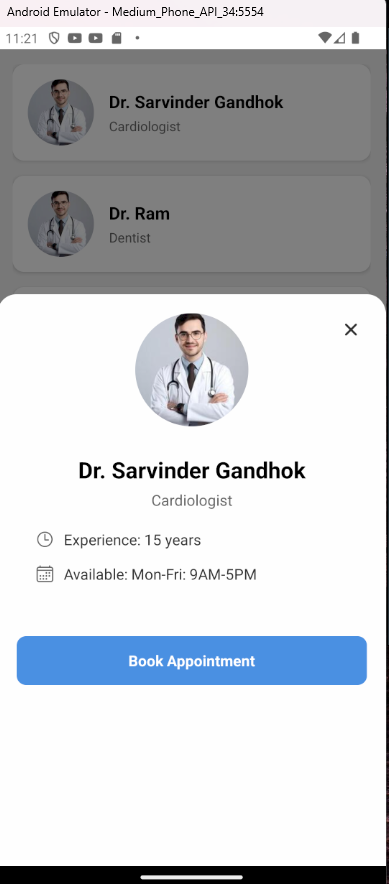 Android Emulator - Medium_Phone_API_34:5554
11:21
Dr. Sarvinder Gandhok
Cardiologist
Dr. Ram
Dentist
Dr. Sarvinder Gandhok
Cardiologist
Experience: 15 years
Available: Mon-Fri: 9AM-5PM
Book Appointment